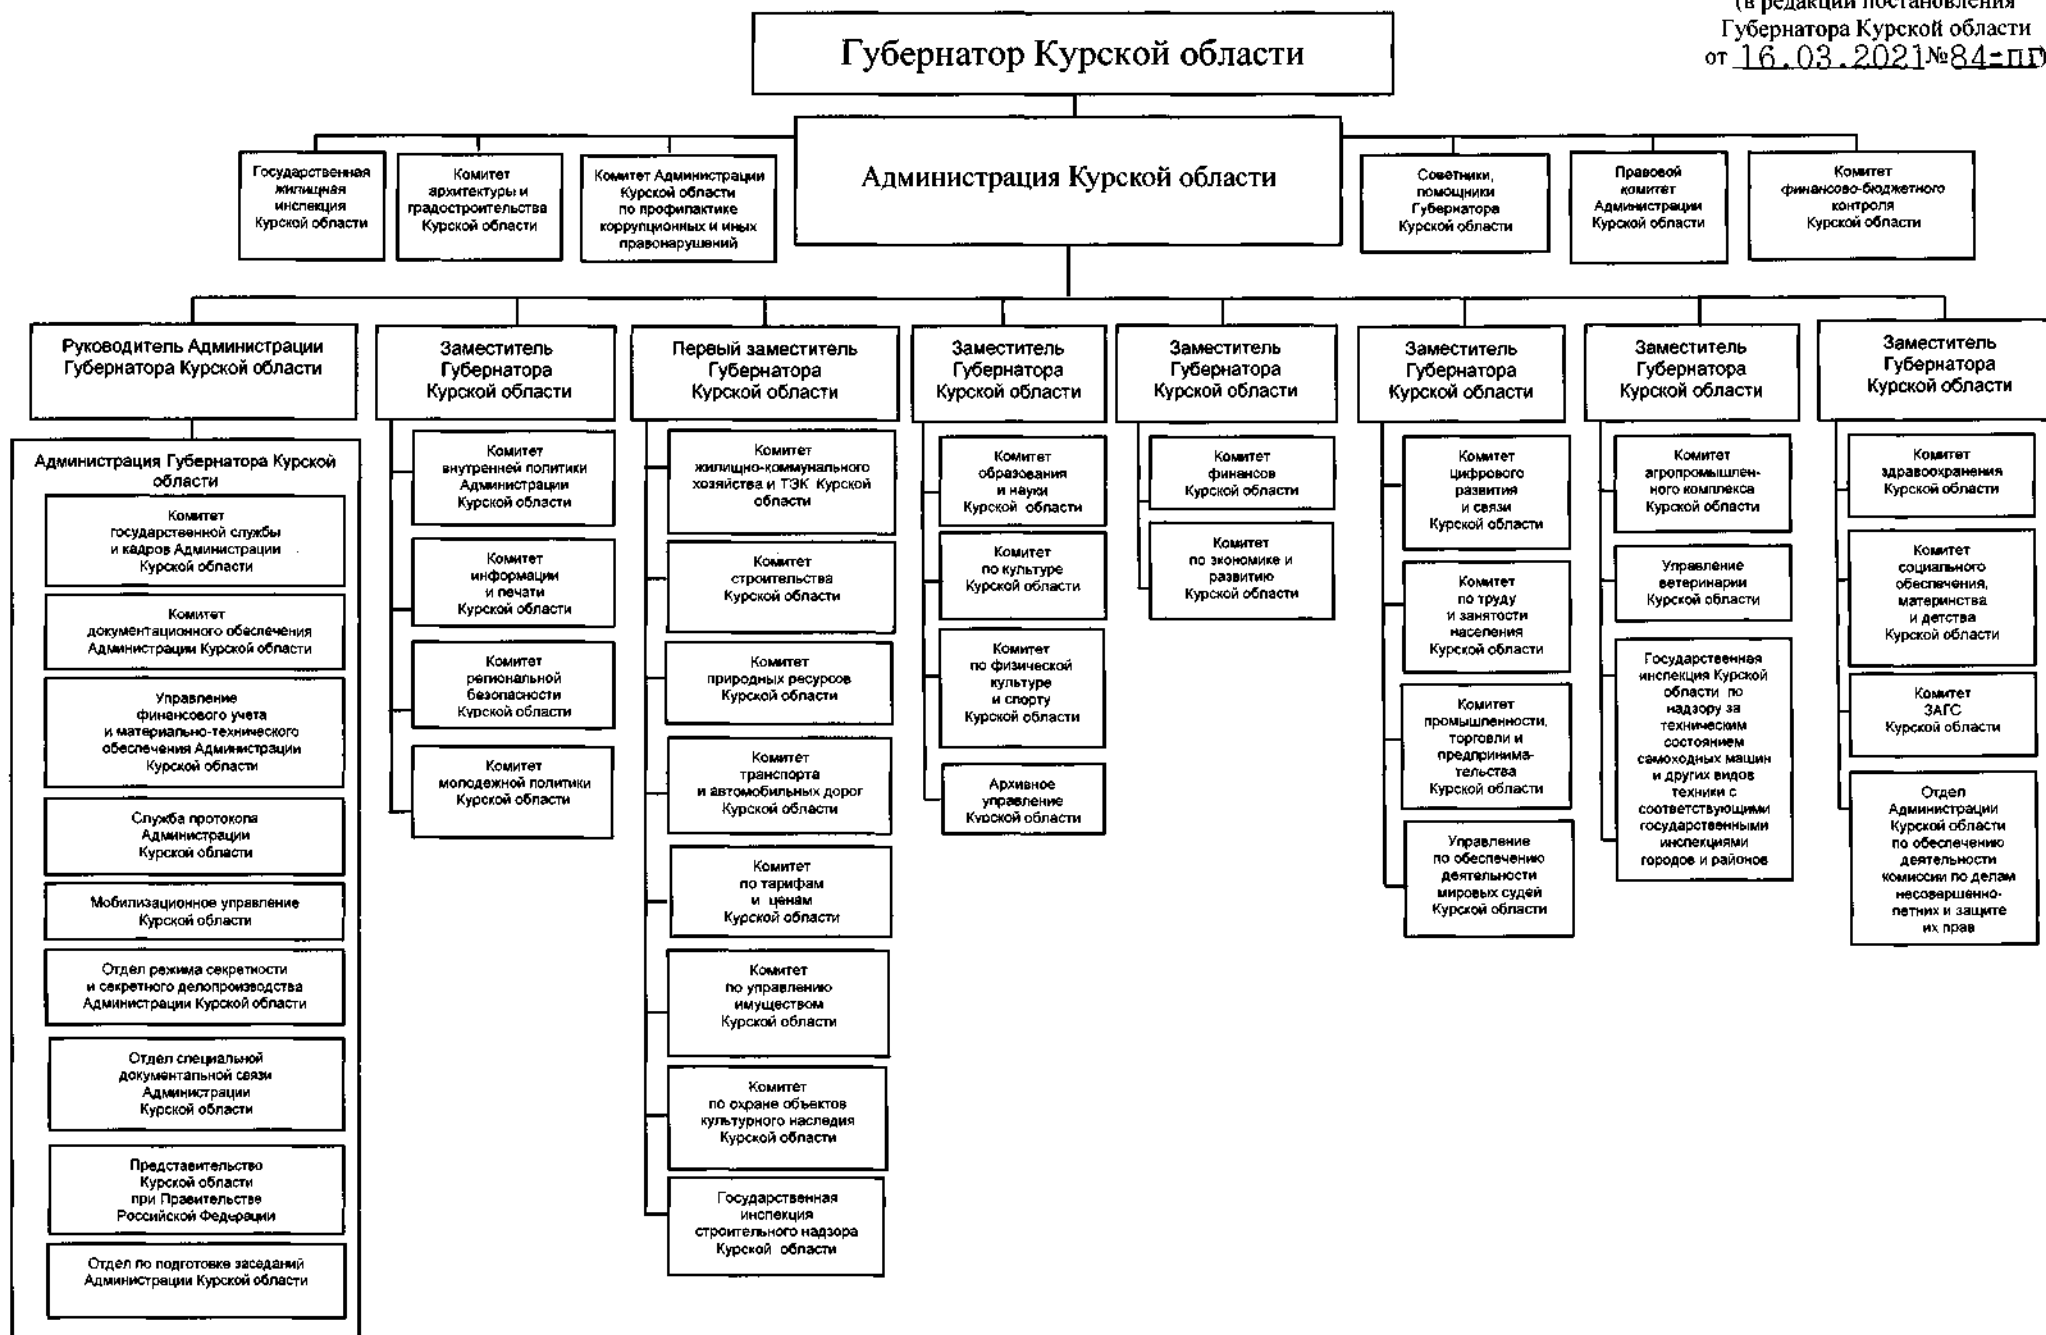 (в редакции постановления
Губернатора Курской области
от 16.03.2021 № 84-пг)
Губернатор Курской области
Администрация Курской области
Государственная
жилищная
инспекция
Курской области
Комитет
архитектуры и
градостроительства
Курской области
Комитет Администрации
Курской области
по профилактике
коррупционных и иных
правонарушений
Советники,
помощники
Губернатора
Курской области
Правовой
комитет
Администрации
Курской области
Комитет
финансово-бюджетного
контроля
Курской области
Руководитель Администрации
Губернатора Курской области
Администрация Губернатора Курской
области
Комитет
государственной службы
и кадров Администрации
Курской области
Комитет
документационного обеспечения
Администрации Курской области
Управление
финансового учета
и материально-технического
обеспечения Администрации
Курской области
Служба протокола
Администрации
Курской области
Мобилизационное управление
Курской области
Отдел режима секретности
и секретного делопроизводства
Администрации Курской области
Отдел специальной
документальной связи
Администрации
Курской области
Представительство
Курской области
при Правительстве
Российской Федерации
Отдел по подготовке заседаний
Администрации Курской области
Заместитель
Губернатора
Курской области
Комитет
внутренней политики
Администрации
Курской области
Комитет
информации
и печати
Курской области
Комитет
региональной
безопасности
Курской области
Комитет
молодежной политики
Курской области
Первый заместитель
Губернатора
Курской области
Комитет
жилищно-коммунального
хозяйства и ТЭК Курской
области
Комитет
строительства
Курской области
Комитет
природных ресурсов
Курской области
Комитет
транспорта
и автомобильных дорог
Курской области
Комитет
по тарифам
и ценам
Курской области
Комитет
по управлению
имуществом
Курской области
Комитет
по охране объектов
культурного наследия
Курской области
Государственная
инспекция
строительного надзора
Курской области
Заместитель
Губернатора
Курской области
Комитет
образования
и науки
Курской области
Комитет
по культуре
Курской области
Комитет
по физической
культуре
и спорту
Курской области
Архивное
управление
Курской области
Заместитель
Губернатора
Курской области
Комитет
финансов
Курской области
Комитет
по экономике и
развитию
Курской области
Заместитель
Губернатора
Курской области
Комитет
цифрового
развития
и связи
Курской области
Комитет
по труду
и занятости
населения
Курской области
Комитет
промышленности,
торговли и
предпринима-
тельства
Курской области
Управление
по обеспечению
деятельности
мировых судей
Курской области
Заместитель
Губернатора
Курской области
Комитет
агропромышлен-
ного комплекса
Курской области
Управление
ветеринарии
Курской области
Государственная
инспекция Курской
области по
надзору за
техническим
состоянием
самоходных машин
и других видов
техники с
соответствующими
государственными
инспекциями
городов и районов
Заместитель
Губернатора
Курской области
Комитет
здравоохранения
Курской области
Комитет
социального
обеспечения,
материнства
и детства
Курской области
Комитет
ЗАГС
Курской области
Отдел
Администрации
Курской области
по обеспечению
деятельности
комиссии по делам
несовершенно-
летних и защите
их прав